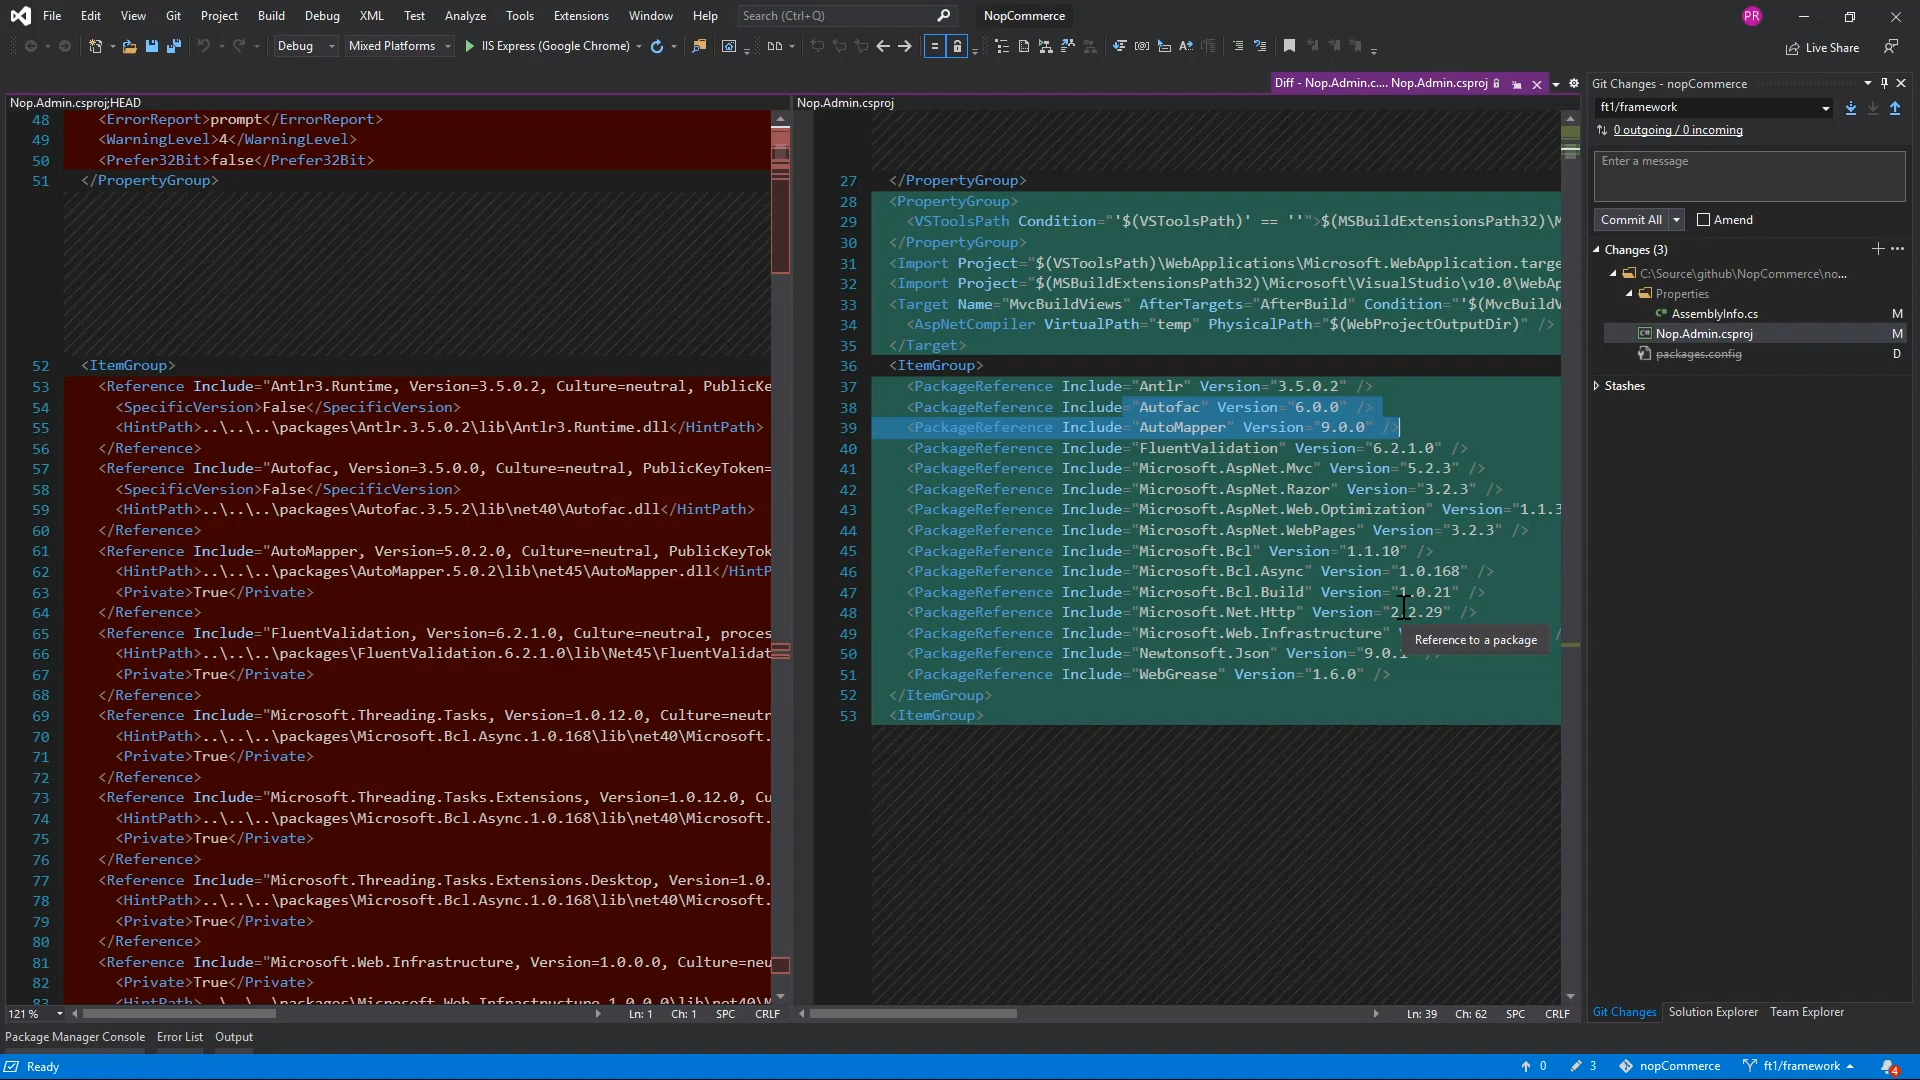 File Edit View Git Project Build Debug XML Test Analyze Tools Extensions Window Help Search (Ctrl+Q) NopCommerce PR
Debug Mixed Platforms IIS Express (Google Chrome) Live Share
Diff - Nop.Admin.c.... Nop.Admin.csproj
Nop.Admin.csproj;HEAD
48 <ErrorReport>prompt</ErrorReport>
49 <WarningLevel>4</WarningLevel>
50 <Prefer32Bit>false</Prefer32Bit>
51 </PropertyGroup>
52 <ItemGroup>
53 <Reference Include="Antlr3.Runtime, Version=3.5.0.2, Culture=neutral, PublicKe
54 <SpecificVersion>False</SpecificVersion>
55 <HintPath>..\..\..\packages\Antlr.3.5.0.2\lib\Antlr3.Runtime.dll</HintPath>
56 </Reference>
57 <Reference Include="Autofac, Version=3.5.0.0, Culture=neutral, PublicKeyToken=
58 <SpecificVersion>False</SpecificVersion>
59 <HintPath>..\..\..\packages\Autofac.3.5.2\lib\net40\Autofac.dll</HintPath>
60 </Reference>
61 <Reference Include="AutoMapper, Version=5.0.2.0, Culture=neutral, PublicKeyTok
62 <HintPath>..\..\..\packages\AutoMapper.5.0.2\lib\net45\AutoMapper.dll</HintP
63 <Private>True</Private>
64 </Reference>
65 <Reference Include="FluentValidation, Version=6.2.1.0, Culture=neutral, proces
66 <HintPath>..\..\..\packages\FluentValidation.6.2.1.0\lib\Net45\FluentValidat
67 <Private>True</Private>
68 </Reference>
69 <Reference Include="Microsoft.Threading.Tasks, Version=1.0.12.0, Culture=neutr
70 <HintPath>..\..\..\packages\Microsoft.Bcl.Async.1.0.168\lib\net40\Microsoft.
71 <Private>True</Private>
72 </Reference>
73 <Reference Include="Microsoft.Threading.Tasks.Extensions, Version=1.0.12.0, Cu
74 <HintPath>..\..\..\packages\Microsoft.Bcl.Async.1.0.168\lib\net40\Microsoft.
75 <Private>True</Private>
76 </Reference>
77 <Reference Include="Microsoft.Threading.Tasks.Extensions.Desktop, Version=1.0.
78 <HintPath>..\..\..\packages\Microsoft.Bcl.Async.1.0.168\lib\net40\Microsoft.
79 <Private>True</Private>
80 </Reference>
81 <Reference Include="Microsoft.Web.Infrastructure, Version=1.0.0.0, Culture=neu
82 <Private>True</Private>
83 <HintPath>..\..\..\packages\Microsoft.Web.Infrastructure.1.0.0.0\lib\net40\M
121 % Ln: 1 Ch: 1 SPC CRLF
Nop.Admin.csproj
27 </PropertyGroup>
28 <PropertyGroup>
29 <VSToolsPath Condition="'$(VSToolsPath)' == ''">$(MSBuildExtensionsPath32)\M
30 </PropertyGroup>
31 <Import Project="$(VSToolsPath)\WebApplications\Microsoft.WebApplication.targe
32 <Import Project="$(MSBuildExtensionsPath32)\Microsoft\VisualStudio\v10.0\WebAp
33 <Target Name="MvcBuildViews" AfterTargets="AfterBuild" Condition="'$(MvcBuildV
34 <AspNetCompiler VirtualPath="temp" PhysicalPath="$(WebProjectOutputDir)" />
35 </Target>
36 <ItemGroup>
37 <PackageReference Include="Antlr" Version="3.5.0.2" />
38 <PackageReference Include="Autofac" Version="6.0.0" />
39 <PackageReference Include="AutoMapper" Version="9.0.0" />
40 <PackageReference Include="FluentValidation" Version="6.2.1.0" />
41 <PackageReference Include="Microsoft.AspNet.Mvc" Version="5.2.3" />
42 <PackageReference Include="Microsoft.AspNet.Razor" Version="3.2.3" />
43 <PackageReference Include="Microsoft.AspNet.Web.Optimization" Version="1.1.3
44 <PackageReference Include="Microsoft.AspNet.WebPages" Version="3.2.3" />
45 <PackageReference Include="Microsoft.Bcl" Version="1.1.10" />
46 <PackageReference Include="Microsoft.Bcl.Async" Version="1.0.168" />
47 <PackageReference Include="Microsoft.Bcl.Build" Version="1.0.21" />
48 <PackageReference Include="Microsoft.Net.Http" Version="2.2.29" />
49 <PackageReference Include="Microsoft.Web.Infrastructure"
Reference to a package
50 <PackageReference Include="Newtonsoft.Json" Version="9.0.1" />
51 <PackageReference Include="WebGrease" Version="1.6.0" />
52 </ItemGroup>
53 <ItemGroup>
Ln: 39 Ch: 62 SPC CRLF
Git Changes - nopCommerce
ft1/framework
0 outgoing / 0 incoming
Enter a message
Commit All Amend
Changes (3)
C:\Source\github\NopCommerce\no...
Properties
AssemblyInfo.cs M
Nop.Admin.csproj M
packages.config D
Stashes
Git Changes Solution Explorer Team Explorer
Package Manager Console Error List Output
Ready 0 3 nopCommerce ft1/framework 4